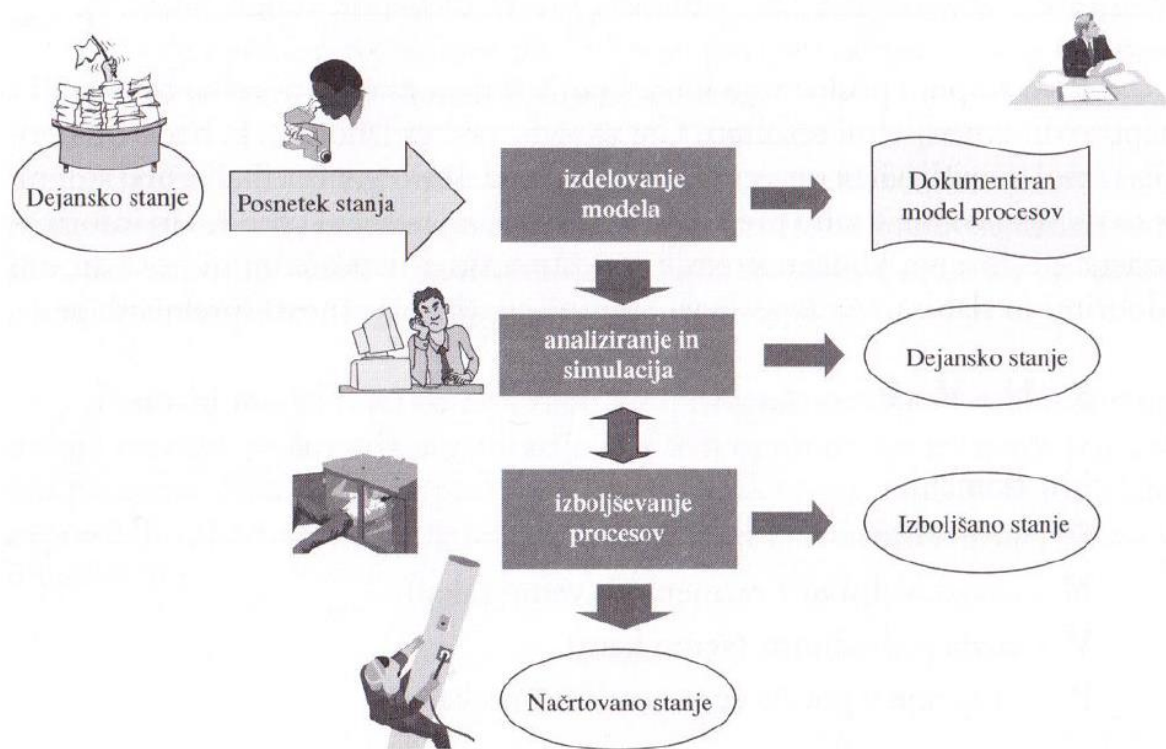 Dejansko stanje
Posnetek stanja
izdelovanje
modela
Dokumentiran
model procesov
analiziranje in
simulacija
Dejansko stanje
izboljševanje
procesov
Izboljšano stanje
Načrtovano stanje